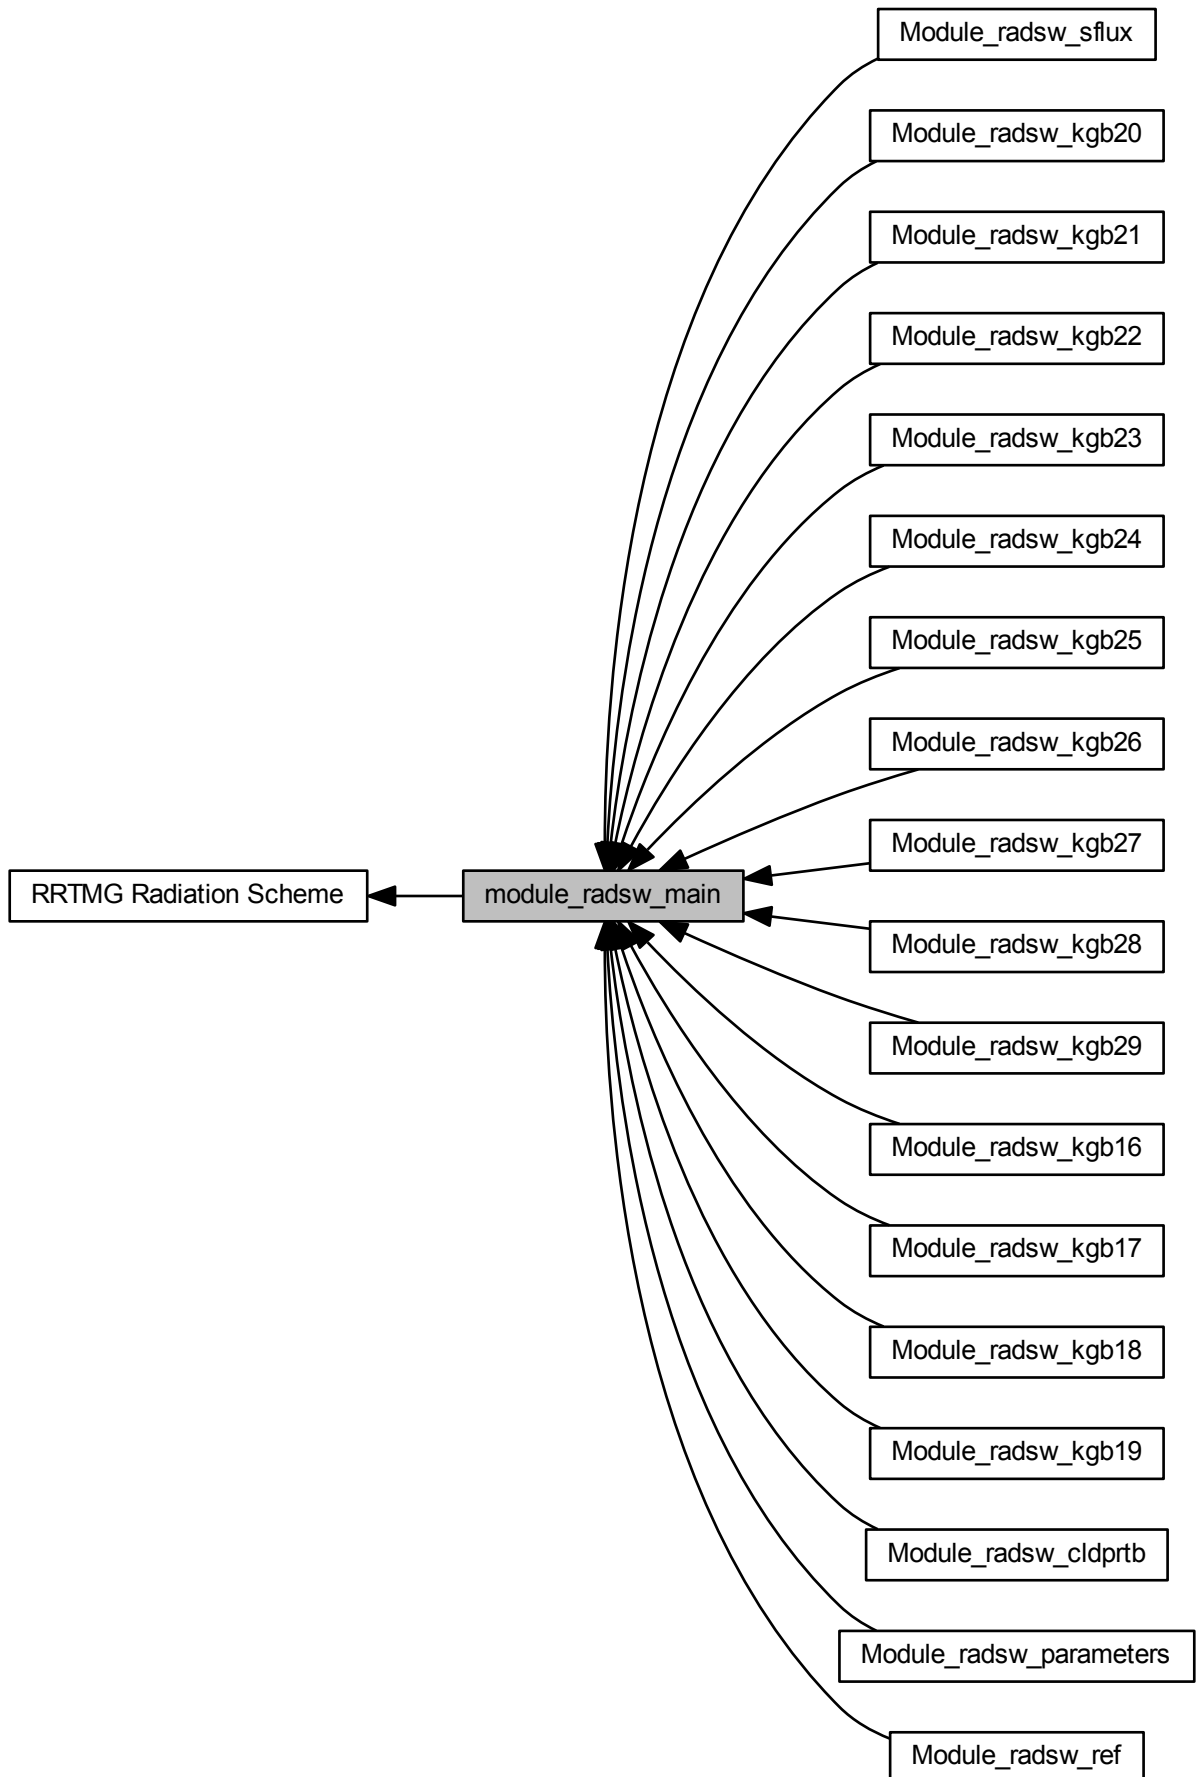 Module_radsw_sflux
Module_radsw_kgb20
Module_radsw_kgb21
Module_radsw_kgb22
Module_radsw_kgb23
Module_radsw_kgb24
Module_radsw_kgb25
Module_radsw_kgb26
Module_radsw_kgb27
RRTMG Radiation Scheme
module_radsw_main
Module_radsw_kgb28
Module_radsw_kgb29
Module_radsw_kgb16
Module_radsw_kgb17
Module_radsw_kgb18
Module_radsw_kgb19
Module_radsw_cldprtb
Module_radsw_parameters
Module_radsw_ref